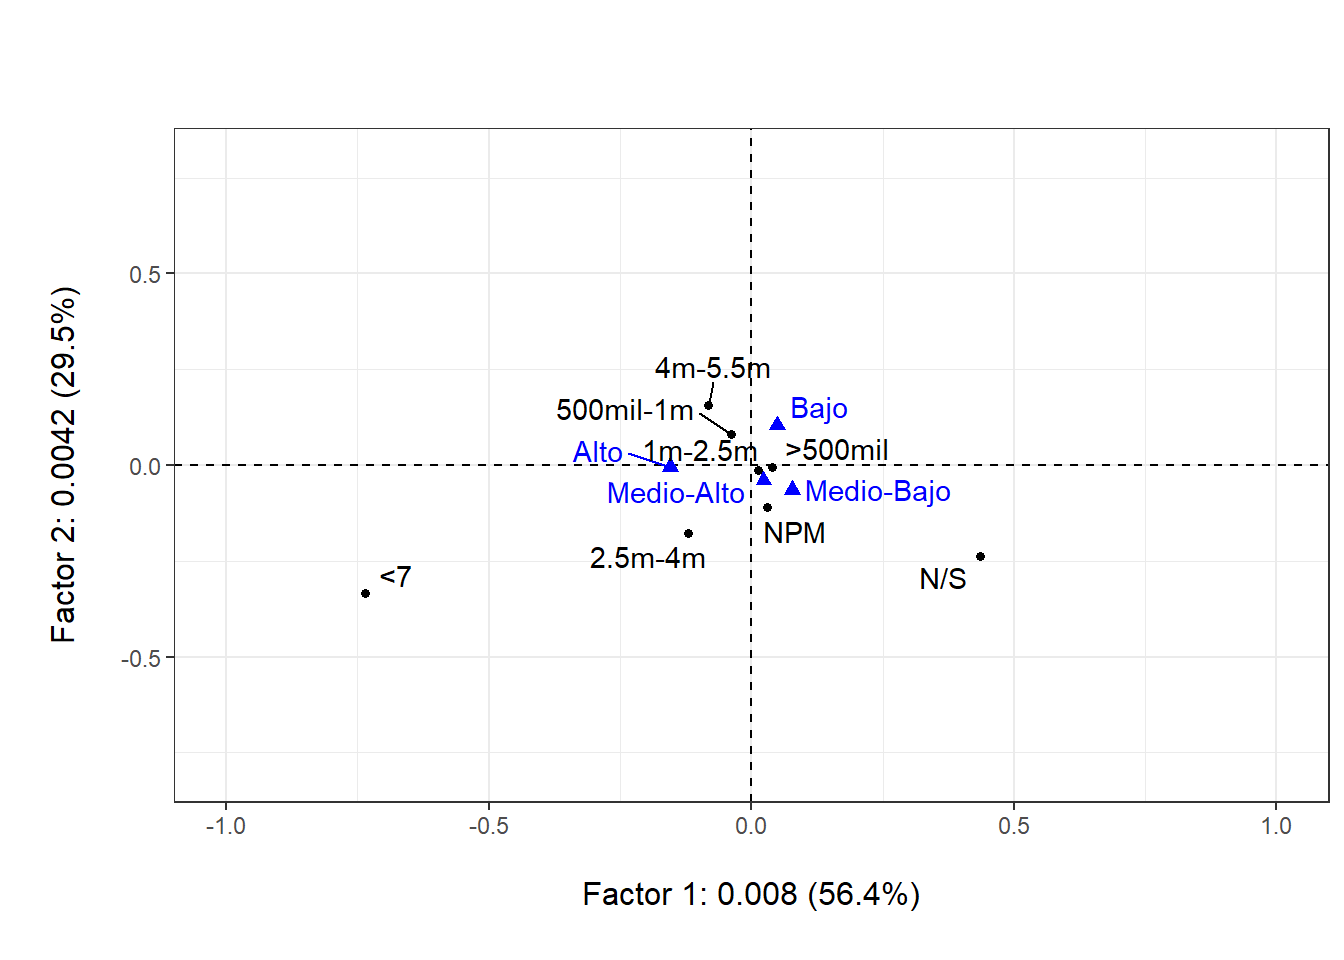 4m-5.5m
500mil-1m
Bajo
Alto
1m-2.5m
>500mil
Medio-Alto
Medio-Bajo
NPM
2.5m-4m
<7
N/S
0.5
0.0
-0.5
-1.0
-0.5
0.0
0.5
1.0
Factor 1: 0.008 (56.4%)
Factor 2: 0.0042 (29.5%)